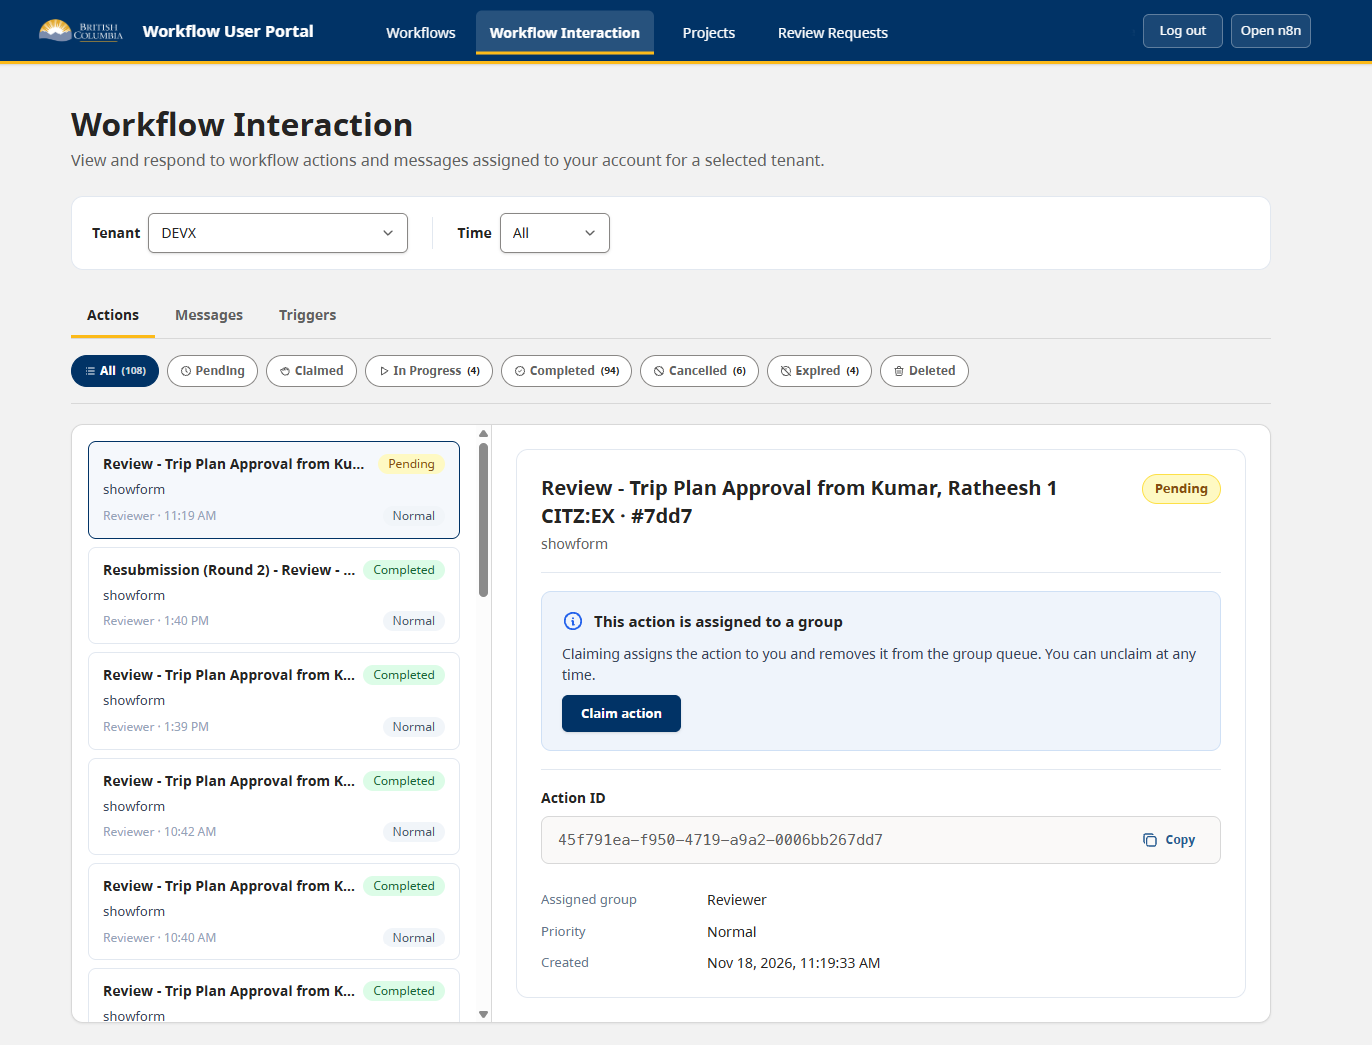 BRITISH
COLUMBIA
Workflow User Portal
Workflows
Workflow Interaction
Projects
Review Requests
Log out
Open n8n
Workflow Interaction
View and respond to workflow actions and messages assigned to your account for a selected tenant.
Tenant
DEVX
Time
All
Actions
Messages
Triggers
All (108)
Pending
Claimed
In Progress (4)
Completed (94)
Cancelled (6)
Expired (4)
Deleted
Review - Trip Plan Approval from Ku...
Pending
showform
Reviewer · 11:19 AM
Normal
Resubmission (Round 2) - Review - ...
Completed
showform
Reviewer · 1:40 PM
Normal
Review - Trip Plan Approval from K...
Completed
showform
Reviewer · 1:39 PM
Normal
Review - Trip Plan Approval from K...
Completed
showform
Reviewer · 10:42 AM
Normal
Review - Trip Plan Approval from K...
Completed
showform
Reviewer · 10:40 AM
Normal
Review - Trip Plan Approval from K...
Completed
showform
Review - Trip Plan Approval from Kumar, Ratheesh 1
CITZ:EX · #7dd7
Pending
showform
This action is assigned to a group
Claiming assigns the action to you and removes it from the group queue. You can unclaim at any
time.
Claim action
Action ID
45f791ea-f950-4719-a9a2-0006bb267dd7
Copy
Assigned group
Reviewer
Priority
Normal
Created
Nov 18, 2026, 11:19:33 AM